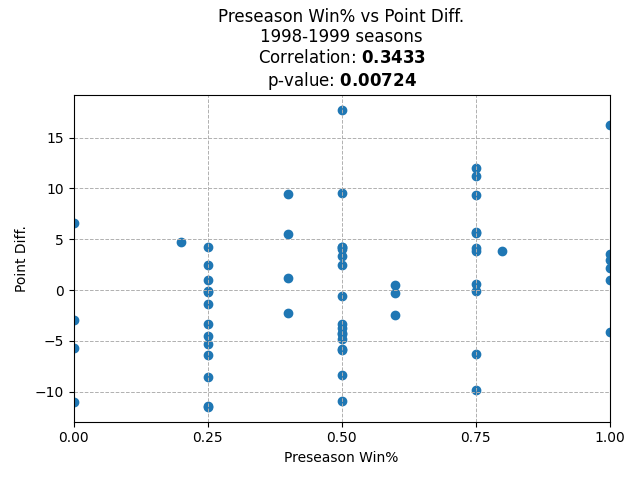 Preseason Win% vs Point Diff.
1998-1999 seasons
Correlation: 0.3433
p-value: 0.00724
15
10
5
0
−5
−10
Point Diff.
0.00 0.25 0.50 0.75 1.00
Preseason Win%